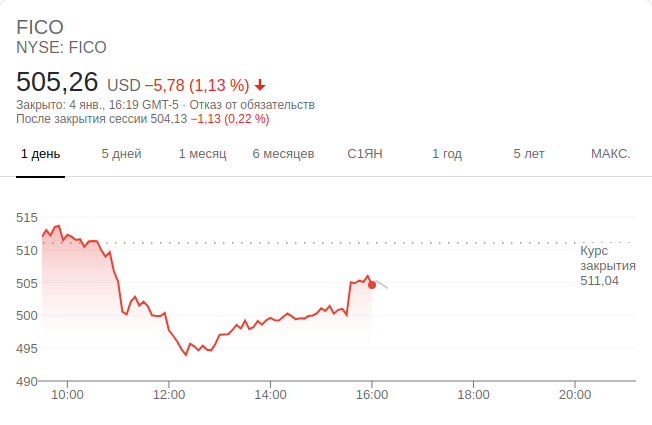 FICO
NYSE: FICO
505,26 USD −5,78 (1,13 %)
Закрыто: 4 янв., 16:19 GMT-5 · Отказ от обязательств
После закрытия сессии 504,13 −1,13 (0,22 %)
1 день 5 дней 1 месяц 6 месяцев С1ЯН 1 год 5 лет МАКС.
515
510
505
500
495
490
Курс
закрытия
511,04
10:00 12:00 14:00 16:00 18:00 20:00